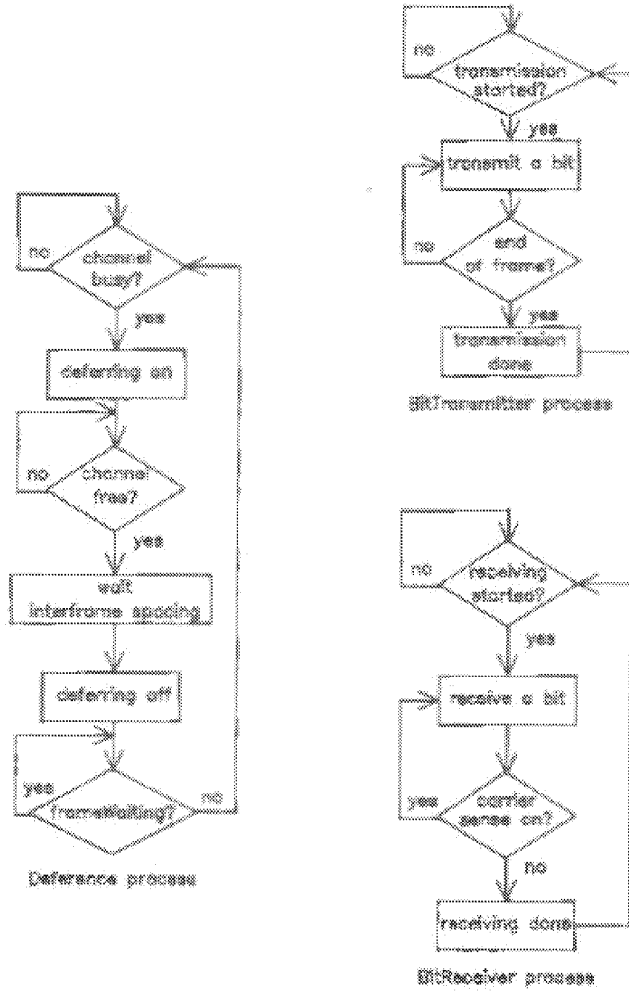 no
channel
busy?
yes
deferring on
no
channel
free?
yes
wait
interframe spacing
deferring off
yes
frameWaiting?
no
Deference process
no
transmission
started?
yes
transmit a bit
no
end
of frame?
yes
transmission
done
BitTransmitter process
no
receiving
started?
yes
receive a bit
yes
carrier
sense on?
no
receiving done
BitReceiver process